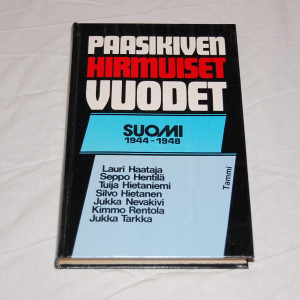 PAASIKIVEN
HIRMUISET
VUODET
SUOMI
1944-1948
Lauri Haataja
Seppo Hentilä
Tuija Hietaniemi
Silvo Hietanen
Jukka Nevakivi
Kimmo Rentola
Jukka Tarkka
Tammi